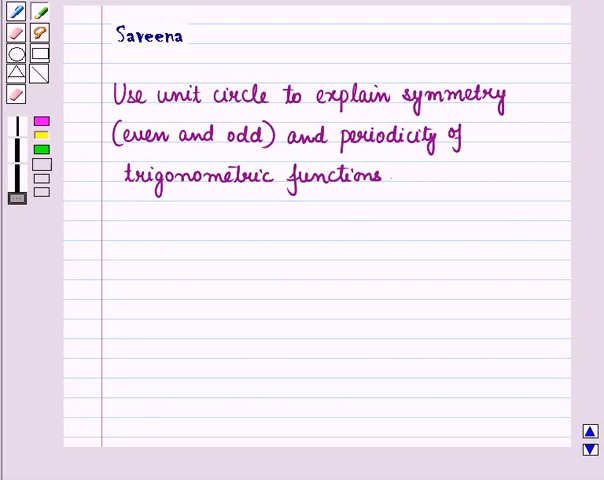 Saveena
Use unit circle to explain symmetry
(even and odd) and periodicity of
trigonometric functions.